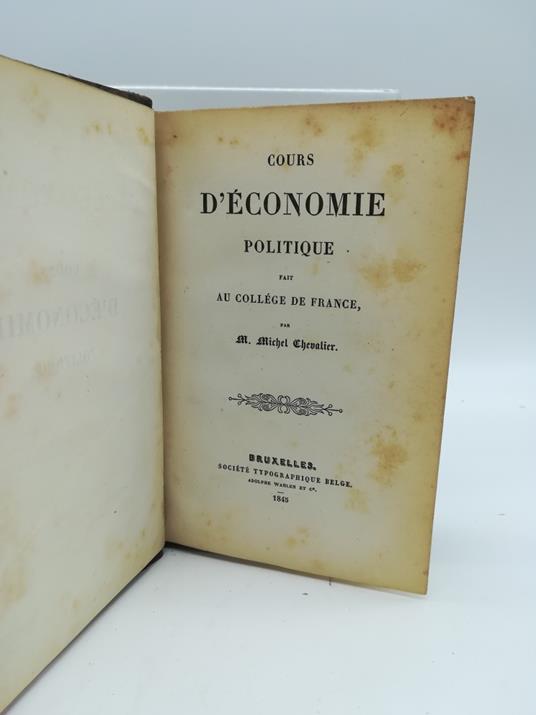 COURS
D'ÉCONOMIE
POLITIQUE
FAIT
AU COLLÉGE DE FRANCE,
PAR
M. Michel Chevalier.
BRUXELLES.
SOCIÉTÉ TYPOGRAPHIQUE BELGE,
ADOLPHE WAHLEN ET Cᵉ.
—
1845